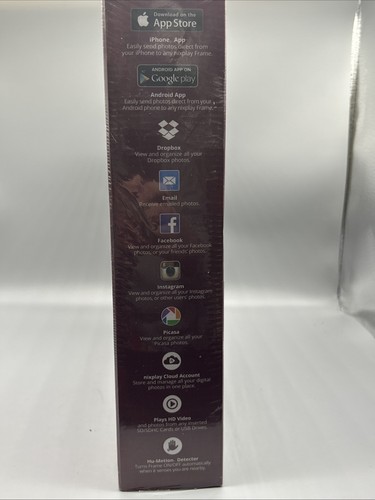 Download on the
App Store
iPhone App
Easily send photos direct from
your iPhone to any nixplay Frame.
ANDROID APP ON
Google play
Android App
Easily send photos direct from your
Android phone to any nixplay Frame.
Dropbox
View and organize all your
Dropbox photos.
Email
Receive emailed photos.
Facebook
View and organize all your Facebook
photos, or your friends' photos.
Instagram
View and organize all your Instagram
photos, or other users' photos.
Picasa
View and organize all your
Picasa photos.
nixplay Cloud Account
Store and manage all your digital
photos in one place.
Plays HD Video
and photos from any inserted
SD/SDHC Cards or USB Drives.
Hu-Motion Detector
Turns Frame ON/OFF automatically
when it senses you are nearby.